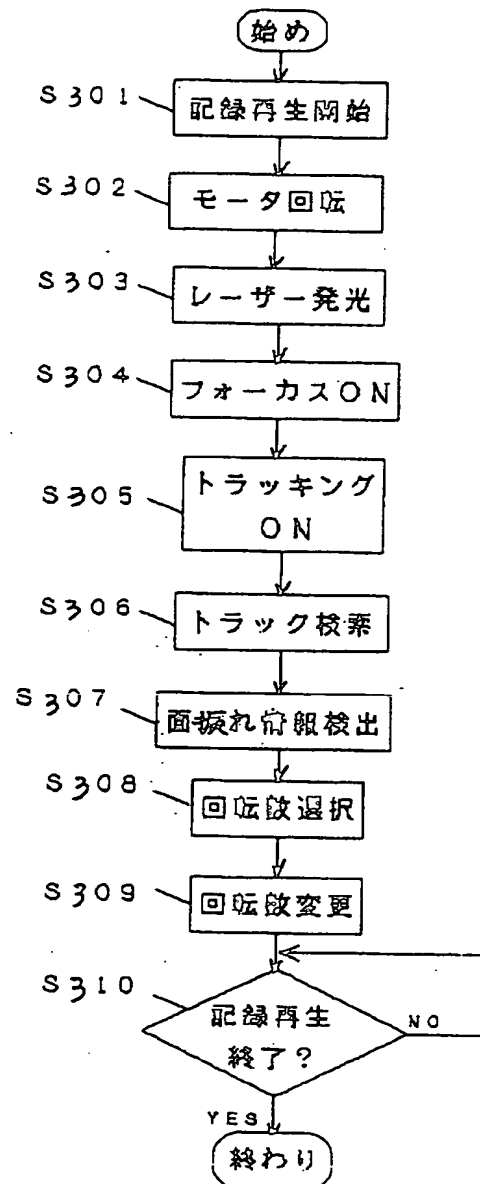 始め
S301
記録再生開始
S302
モータ回転
S303
レーザー発光
S304
フォーカスON
S305
トラッキング
ON
S306
トラック検索
S307
面振れ情報検出
S308
回転数選択
S309
回転数変更
S310
記録再生
終了?
NO
YES
終わり